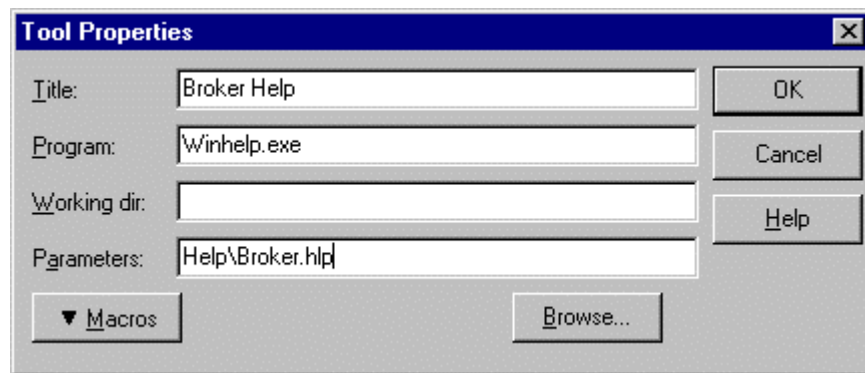 Tool Properties
Title: Broker Help OK
Program: Winhelp.exe Cancel
Working dir:
Help
Parameters: Help\Broker.hlp
▼ Macros Browse...